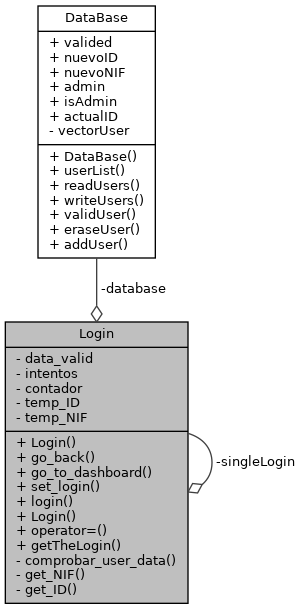 DataBase
+ valided
+ nuevoID
+ nuevoNIF
+ admin
+ isAdmin
+ actualID
- vectorUser
+ DataBase()
+ userList()
+ readUsers()
+ writeUsers()
+ validUser()
+ eraseUser()
+ addUser()
-database
Login
- data_valid
- intentos
- contador
- temp_ID
- temp_NIF
+ Login()
+ go_back()
+ go_to_dashboard()
+ set_login()
+ login()
+ Login()
+ operator=()
+ getTheLogin()
- comprobar_user_data()
- get_NIF()
- get_ID()
-singleLogin